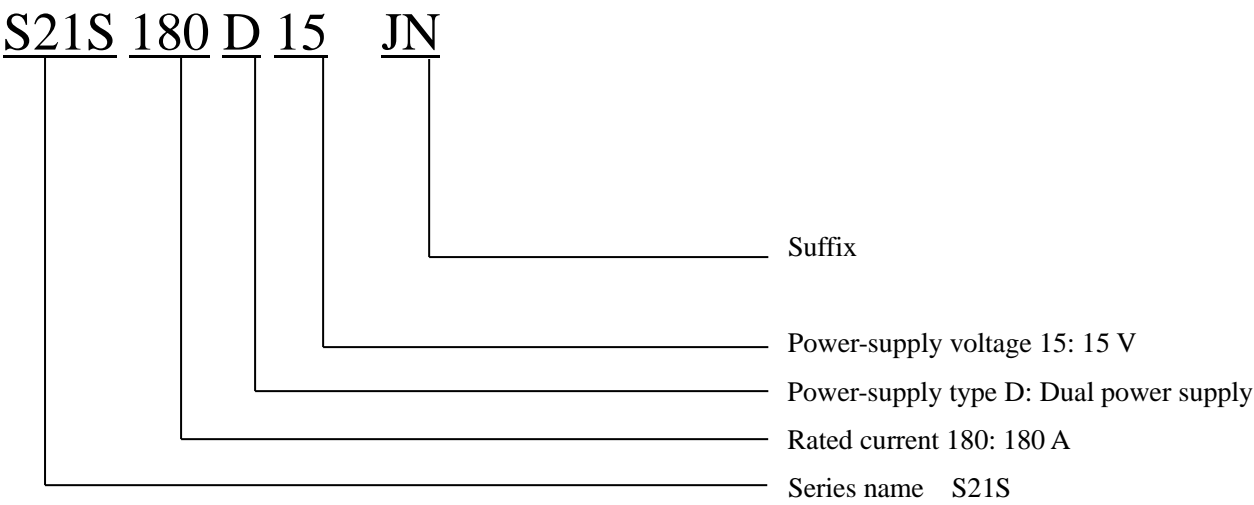 S21S 180 D 15 JN
Suffix
Power-supply voltage 15: 15 V
Power-supply type D: Dual power supply
Rated current 180: 180 A
Series name S21S